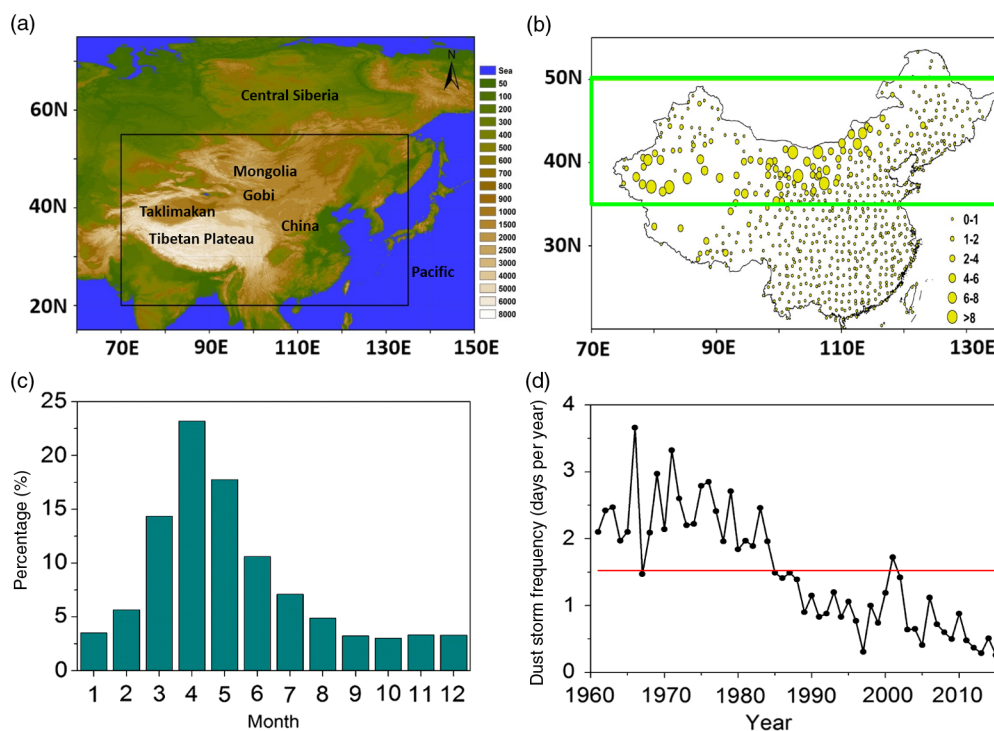 (a)
N
Central Siberia
Mongolia
Gobi
Taklimakan
China
Tibetan Plateau
Pacific
60N
40N
20N
70E 90E 110E 130E 150E
Sea
50
100
200
300
400
500
600
700
800
900
1000
1500
2000
2500
3000
4000
5000
6000
8000
(b)
50N
40N
30N
0-1
1-2
2-4
4-6
6-8
>8
70E 90E 110E 130E
(c)
Percentage (%)
25
20
15
10
5
0
1 2 3 4 5 6 7 8 9 10 11 12
Month
(d)
Dust storm frequency (days per year)
4
3
2
1
0
1960 1970 1980 1990 2000 2010
Year